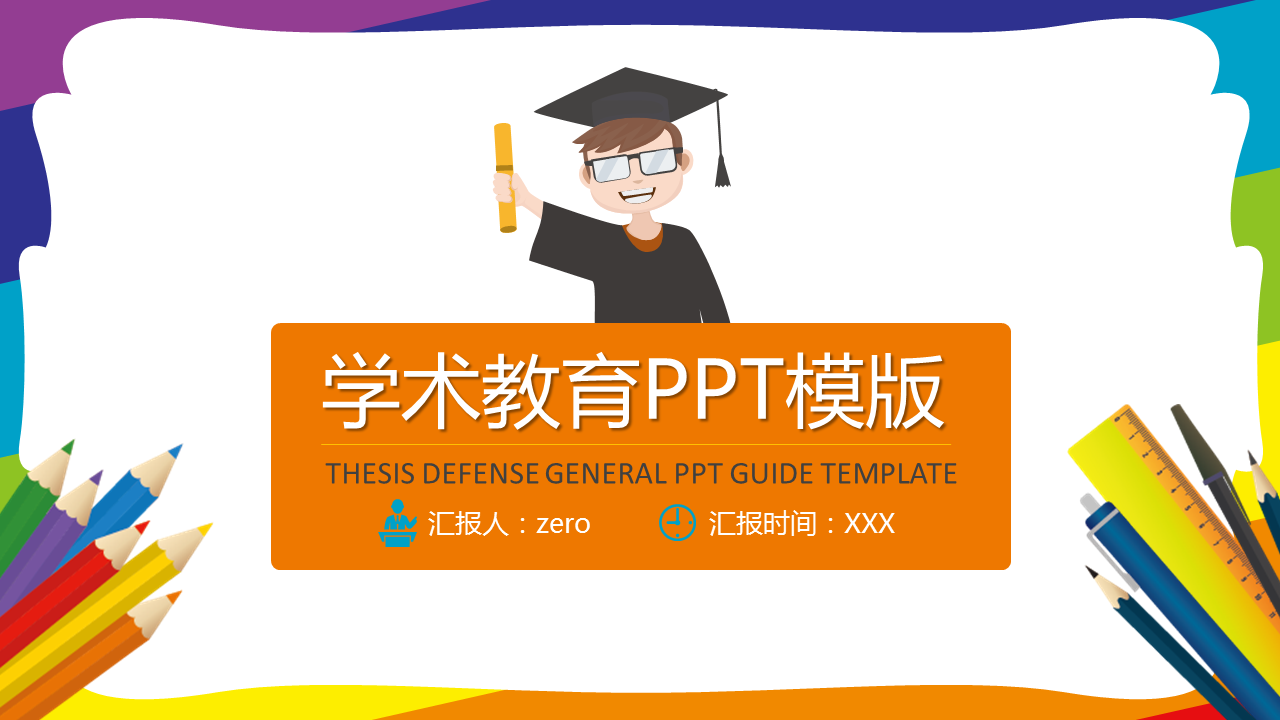 学术教育PPT模版
THESIS DEFENSE GENERAL PPT GUIDE TEMPLATE
汇报人：zero 汇报时间：XXX